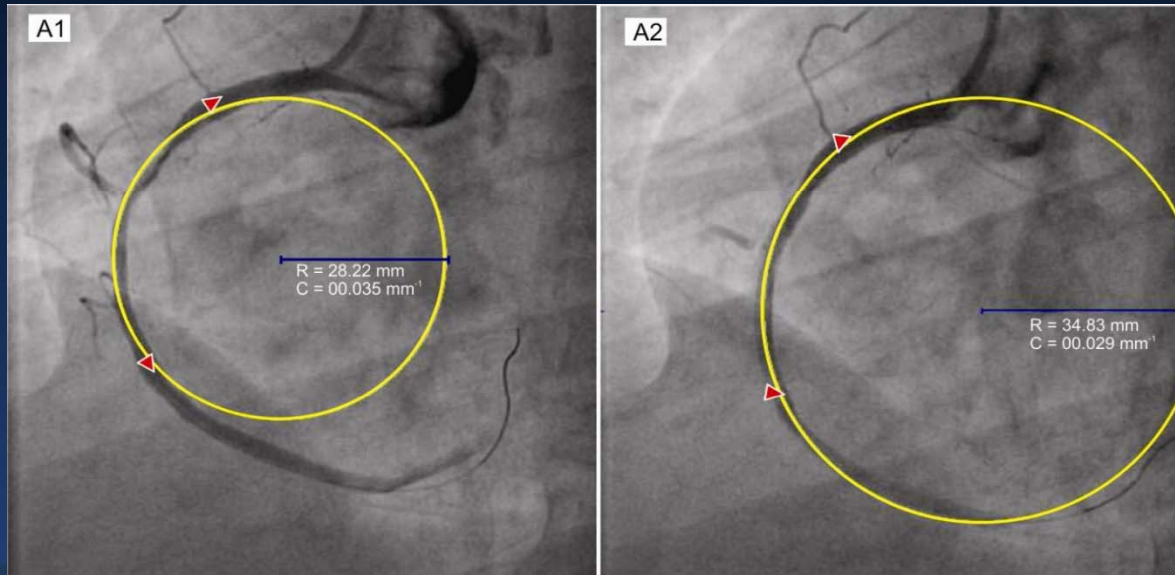 A1
R = 28.22 mm
C = 00.035 mm⁻¹
A2
R = 34.83 mm
C = 00.029 mm⁻¹